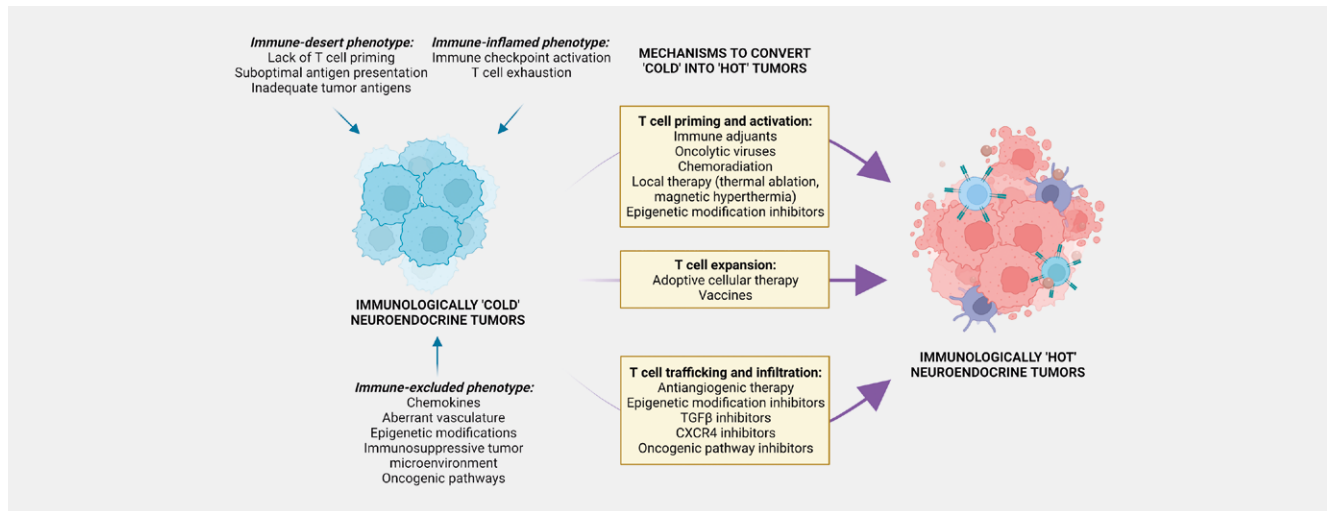 Immune-desert phenotype:
Lack of T cell priming
Suboptimal antigen presentation
Inadequate tumor antigens
Immune-inflamed phenotype:
Immune checkpoint activation
T cell exhaustion
MECHANISMS TO CONVERT
'COLD' INTO 'HOT' TUMORS
T cell priming and activation:
Immune adjuants
Oncolytic viruses
Chemoradiation
Local therapy (thermal ablation,
magnetic hyperthermia)
Epigenetic modification inhibitors
T cell expansion:
Adoptive cellular therapy
Vaccines
IMMUNOLOGICALLY 'COLD'
NEUROENDOCRINE TUMORS
Immune-excluded phenotype:
Chemokines
Aberrant vasculature
Epigenetic modifications
Immunosuppressive tumor
microenvironment
Oncogenic pathways
T cell trafficking and infiltration:
Antiangiogenic therapy
Epigenetic modification inhibitors
TGFβ inhibitors
CXCR4 inhibitors
Oncogenic pathway inhibitors
IMMUNOLOGICALLY 'HOT'
NEUROENDOCRINE TUMORS